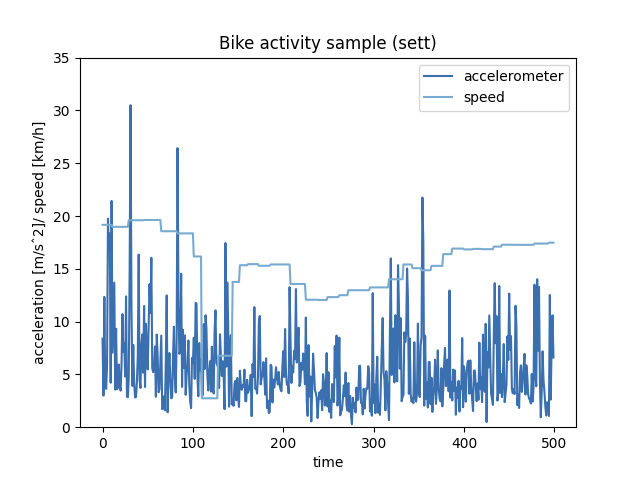 Bike activity sample (sett)
accelerometer
speed
acceleration [m/s^2]/ speed [km/h]
35
30
25
20
15
10
5
0
0 100 200 300 400 500
time